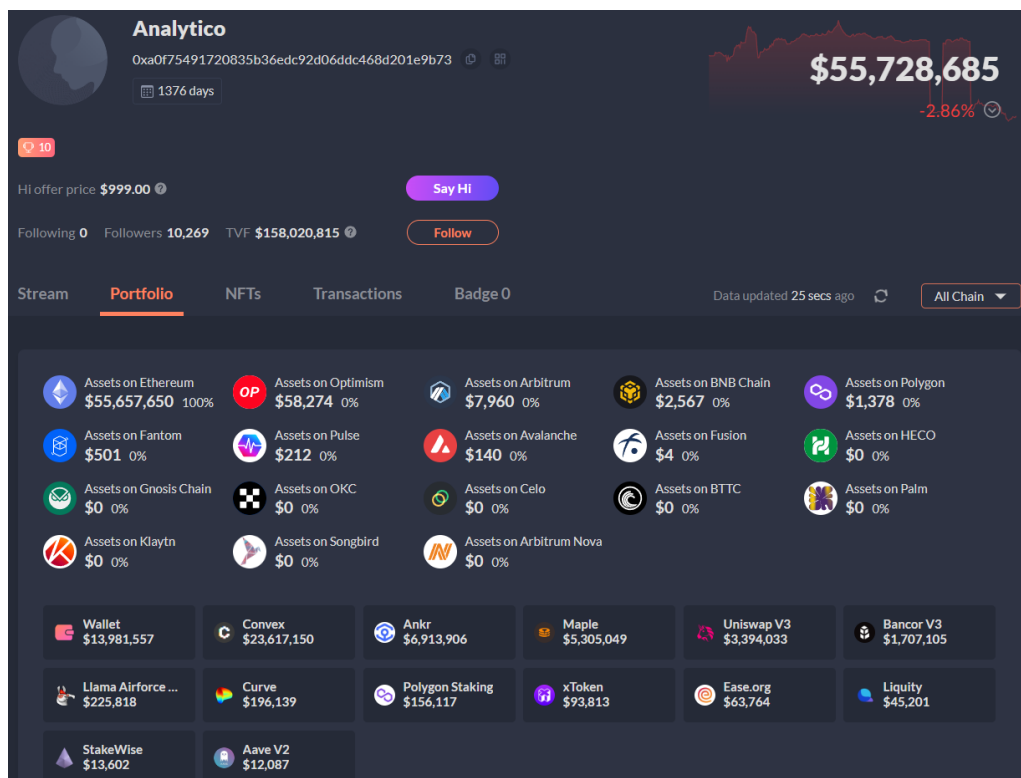 Analytico
0xa0f75491720835b36edc92d06ddc468d201e9b73
1376 days
$55,728,685
-2.86%
10
Hi offer price $999.00
Say Hi
Following 0 Followers 10,269 TVF $158,020,815
Follow
Stream Portfolio NFTs Transactions Badge 0 Data updated 25 secs ago All Chain
Assets on Ethereum Assets on Optimism Assets on Arbitrum Assets on BNB Chain Assets on Polygon
$55,657,650 100% $58,274 0% $7,960 0% $2,567 0% $1,378 0%
Assets on Fantom Assets on Pulse Assets on Avalanche Assets on Fusion Assets on HECO
$501 0% $212 0% $140 0% $4 0% $0 0%
Assets on Gnosis Chain Assets on OKC Assets on Celo Assets on BTTC Assets on Palm
$0 0% $0 0% $0 0% $0 0% $0 0%
Assets on Klaytn Assets on Songbird Assets on Arbitrum Nova
$0 0% $0 0% $0 0%
Wallet Convex Ankr Maple Uniswap V3 Bancor V3
$13,981,557 $23,617,150 $6,913,906 $5,305,049 $3,394,033 $1,707,105
Llama Airforce ... Curve Polygon Staking xToken Ease.org Liquity
$225,818 $196,139 $156,117 $93,813 $63,764 $45,201
StakeWise Aave V2
$13,602 $12,087